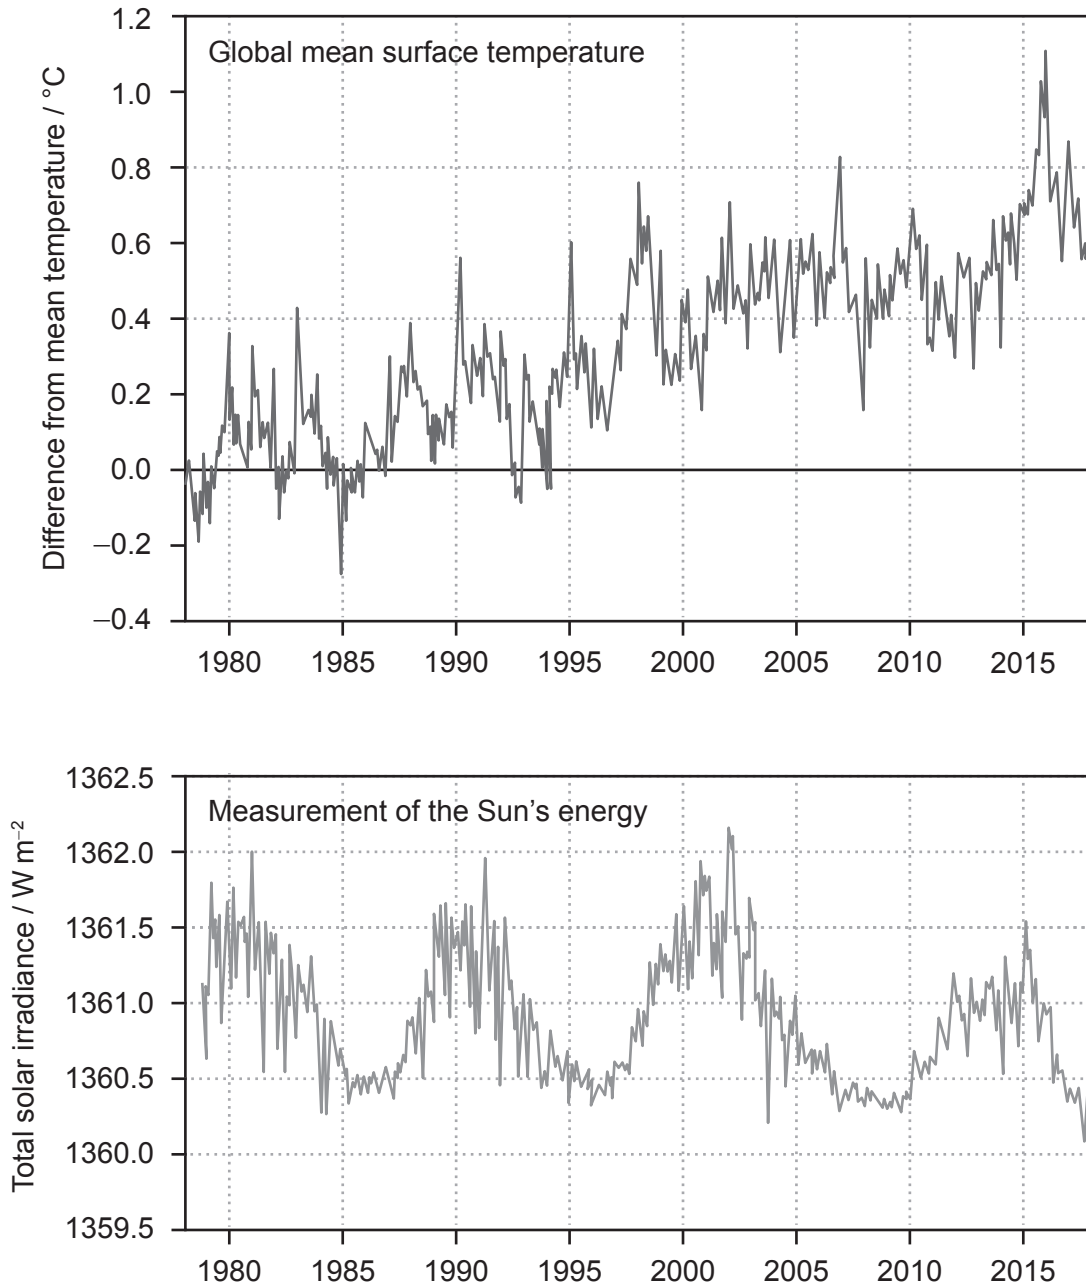 Global mean surface temperature
Difference from mean temperature / °C
1.2
1.0
0.8
0.6
0.4
0.2
0.0
−0.2
−0.4
1980 1985 1990 1995 2000 2005 2010 2015
Measurement of the Sun’s energy
Total solar irradiance / W m⁻²
1362.5
1362.0
1361.5
1361.0
1360.5
1360.0
1359.5
1980 1985 1990 1995 2000 2005 2010 2015